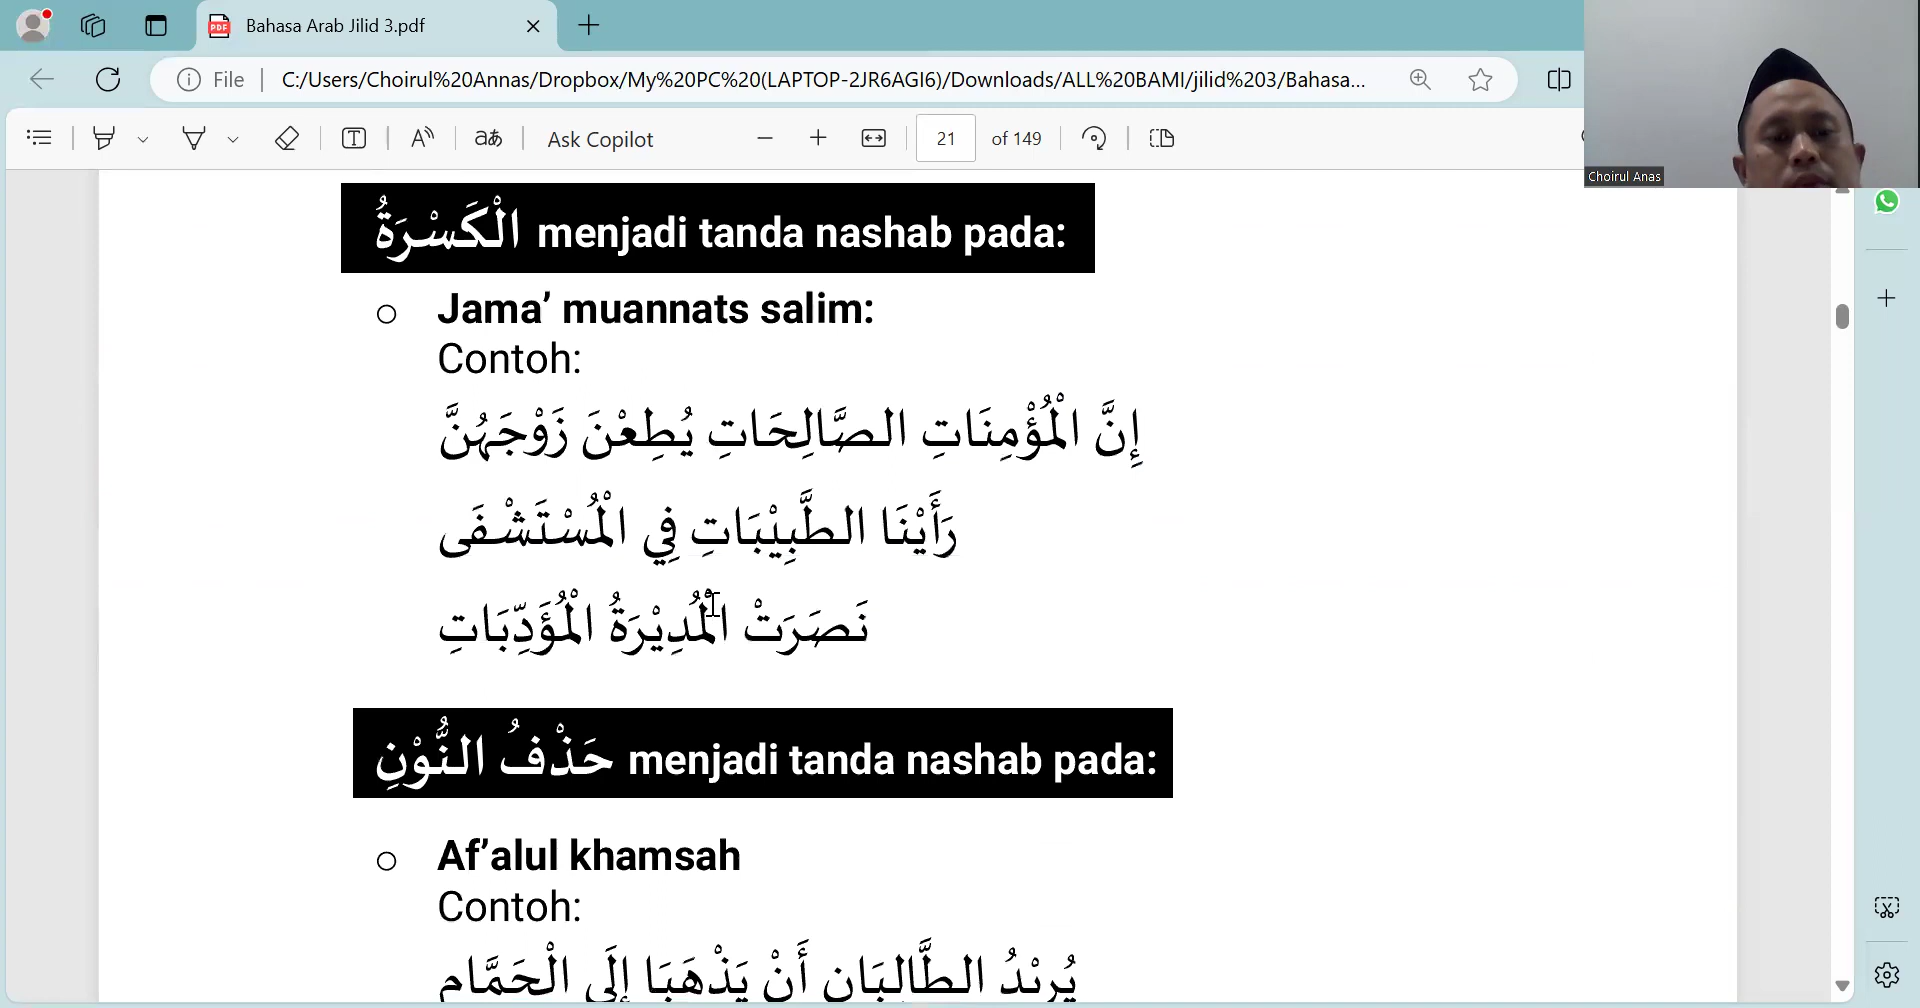 Bahasa Arab Jilid 3.pdf
File
C:/Users/Choirul%20Annas/Dropbox/My%20PC%20(LAPTOP-2JR6AGI6)/Downloads/ALL%20BAMI/jilid%203/Bahasa...
Ask Copilot
21 of 149
Choirul Anas
الْكَسْرَةُ menjadi tanda nashab pada:
Jama’ muannats salim:
Contoh:
إِنَّ الْمُؤْمِنَاتِ الصَّالِحَاتِ يُطِعْنَ زَوْجَهُنَّ
رَأَيْنَا الطَّبِيْبَاتِ فِي الْمُسْتَشْفَى
نَصَرَتْ الْمُدِيْرَةُ الْمُؤَدِّبَاتِ
حَذْفُ النُّوْنِ menjadi tanda nashab pada:
Af’alul khamsah
Contoh:
يُرِيْدُ الطَّالِبَانِ أَنْ يَذْهَبَا إِلَى الْحَمَّامِ